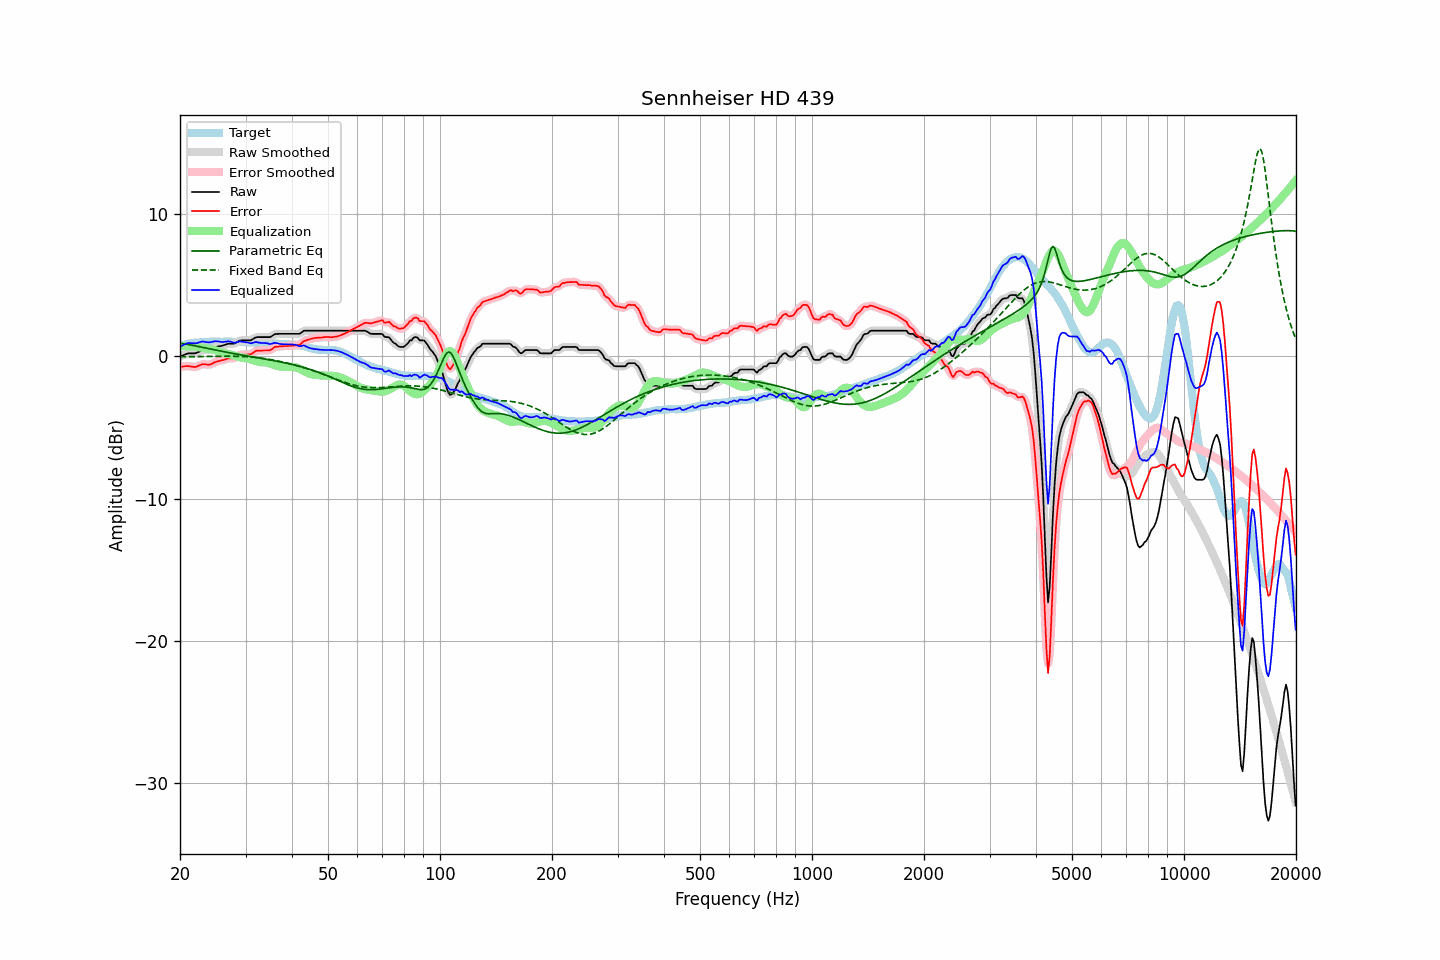 Sennheiser HD 439
Target
Raw Smoothed
Error Smoothed
Raw
Error
Equalization
Parametric Eq
Fixed Band Eq
Equalized
10
0
−10
−20
−30
Amplitude (dBr)
20 50 100 200 500 1000 2000 5000 10000 20000
Frequency (Hz)